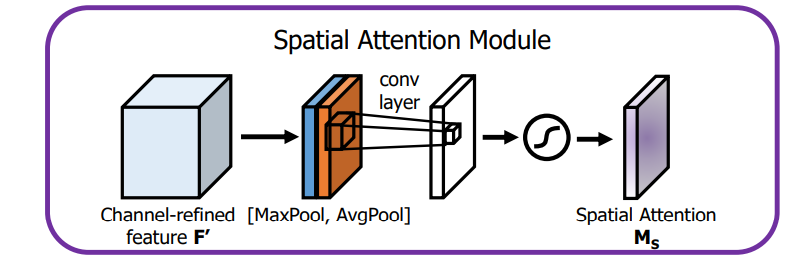 Spatial Attention Module
conv
layer
Channel-refined
feature F'
[MaxPool, AvgPool]
Spatial Attention
Ms